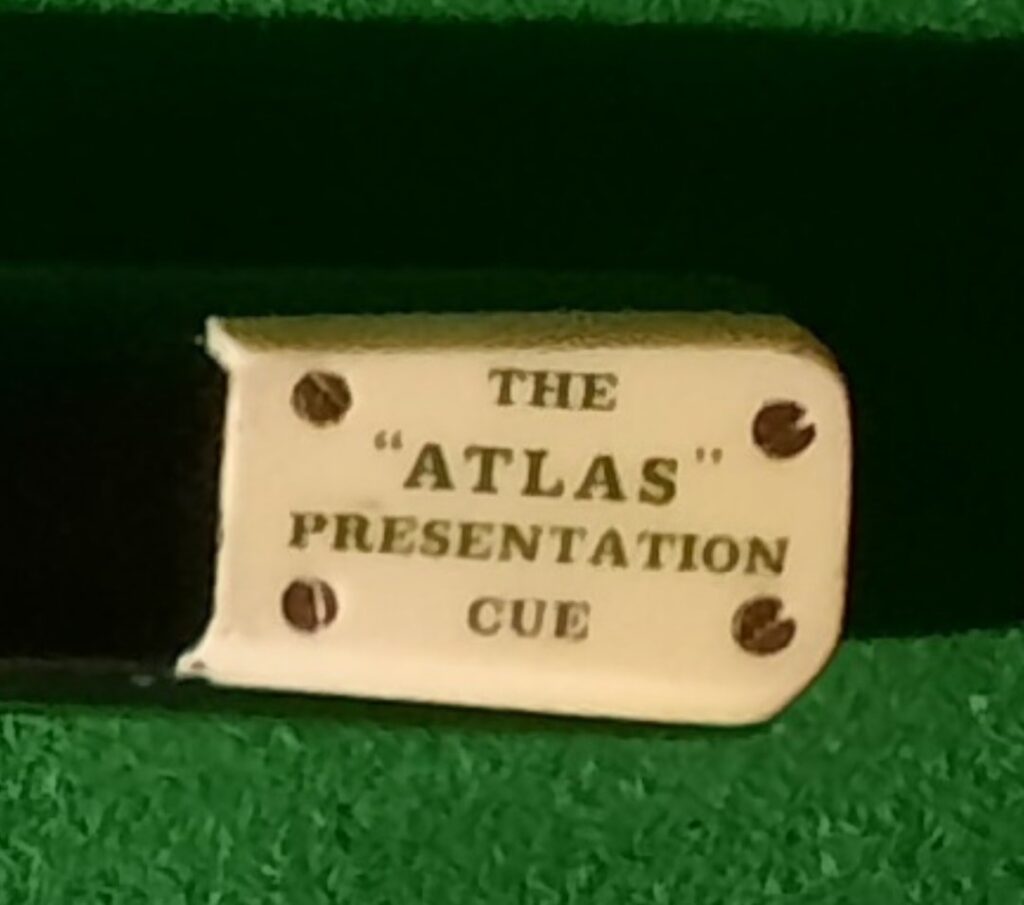 THE
"ATLAS"
PRESENTATION
CUE